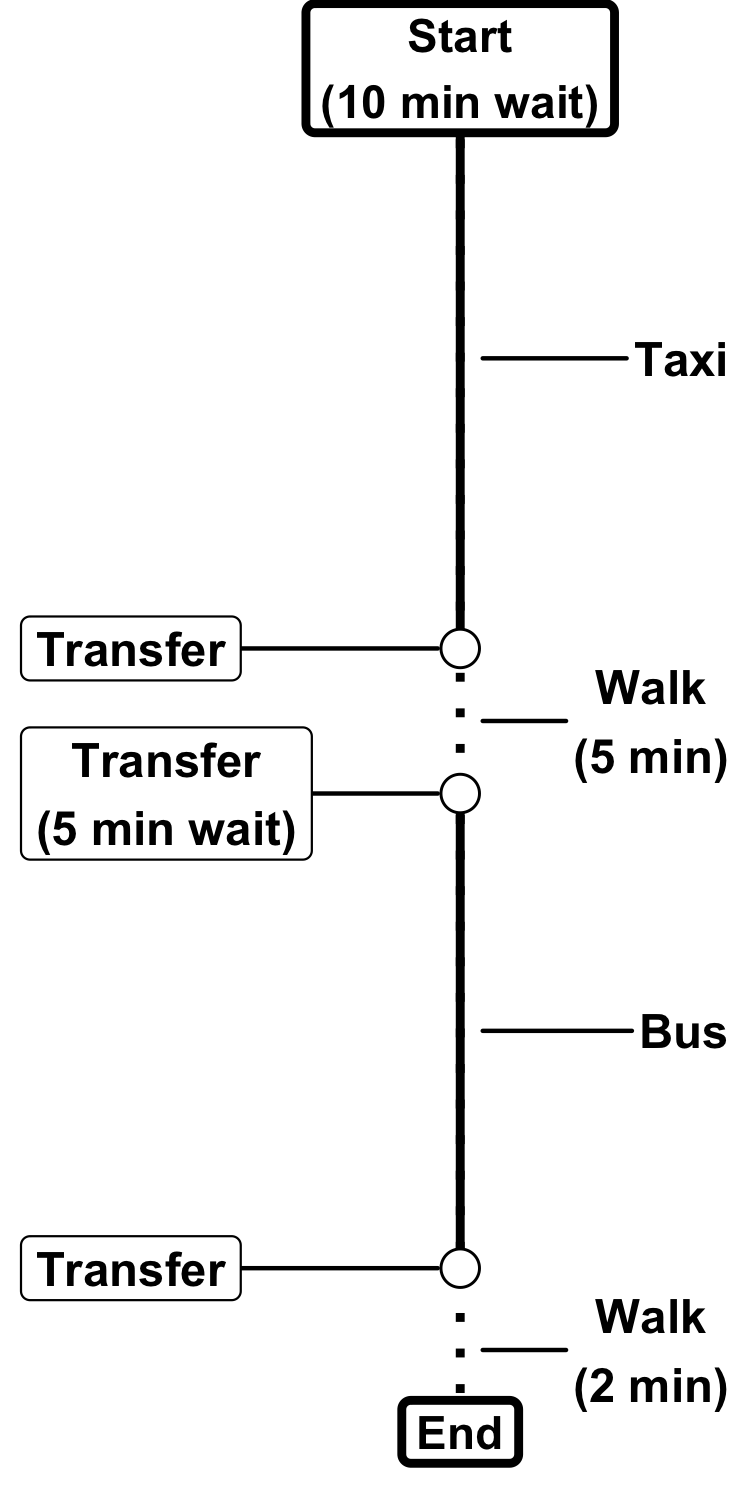 Start
(10 min wait)
Taxi
Transfer
Walk
(5 min)
Transfer
(5 min wait)
Bus
Transfer
Walk
(2 min)
End